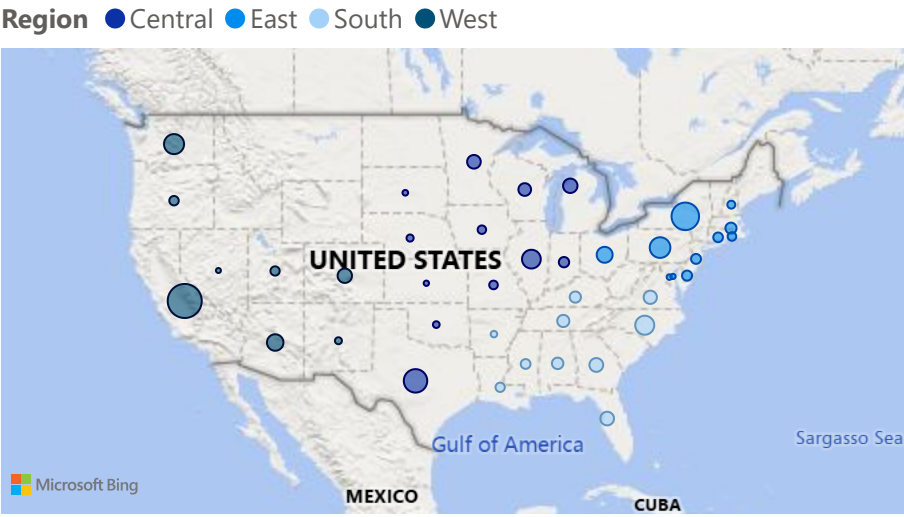 Region Central East South West
UNITED STATES
Gulf of America
Sargasso Sea
Microsoft Bing
MEXICO
CUBA